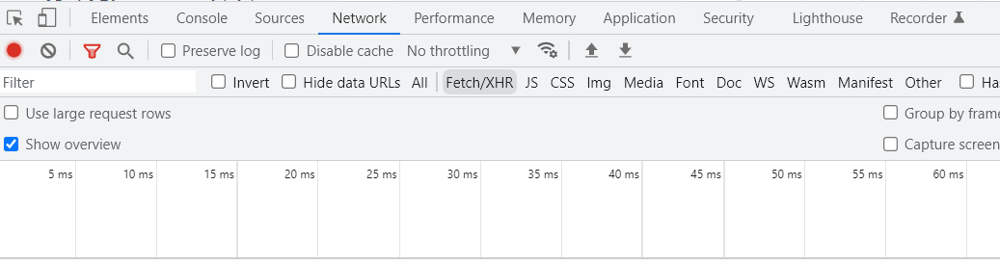 Elements Console Sources Network Performance Memory Application Security Lighthouse Recorder
Preserve log Disable cache No throttling
Filter Invert Hide data URLs All Fetch/XHR JS CSS Img Media Font Doc WS Wasm Manifest Other Has
Use large request rows Group by frame
Show overview Capture screen
5 ms 10 ms 15 ms 20 ms 25 ms 30 ms 35 ms 40 ms 45 ms 50 ms 55 ms 60 ms